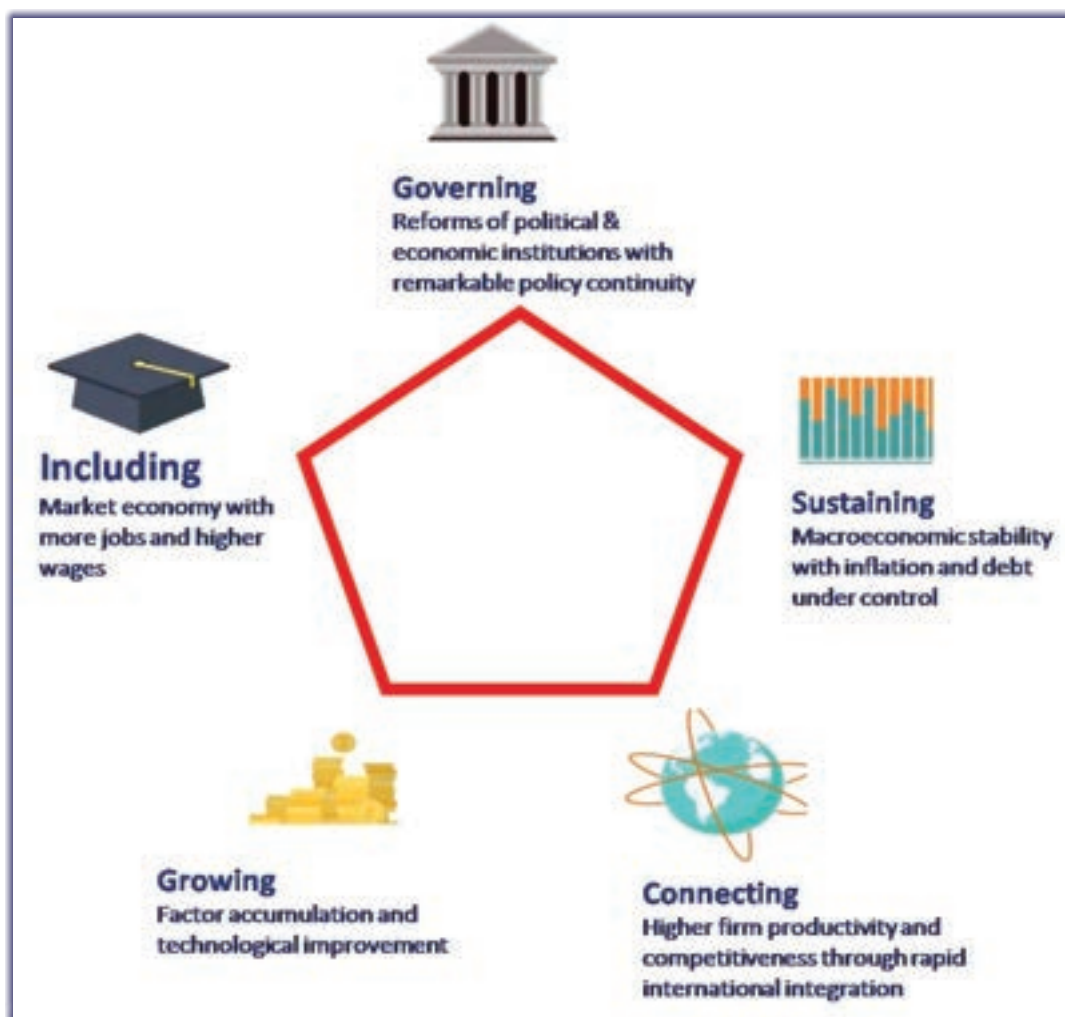 Governing
Reforms of political &
economic institutions with
remarkable policy continuity
Including
Market economy with
more jobs and higher
wages
Sustaining
Macroeconomic stability
with inflation and debt
under control
Growing
Factor accumulation and
technological improvement
Connecting
Higher firm productivity and
competitiveness through rapid
international integration